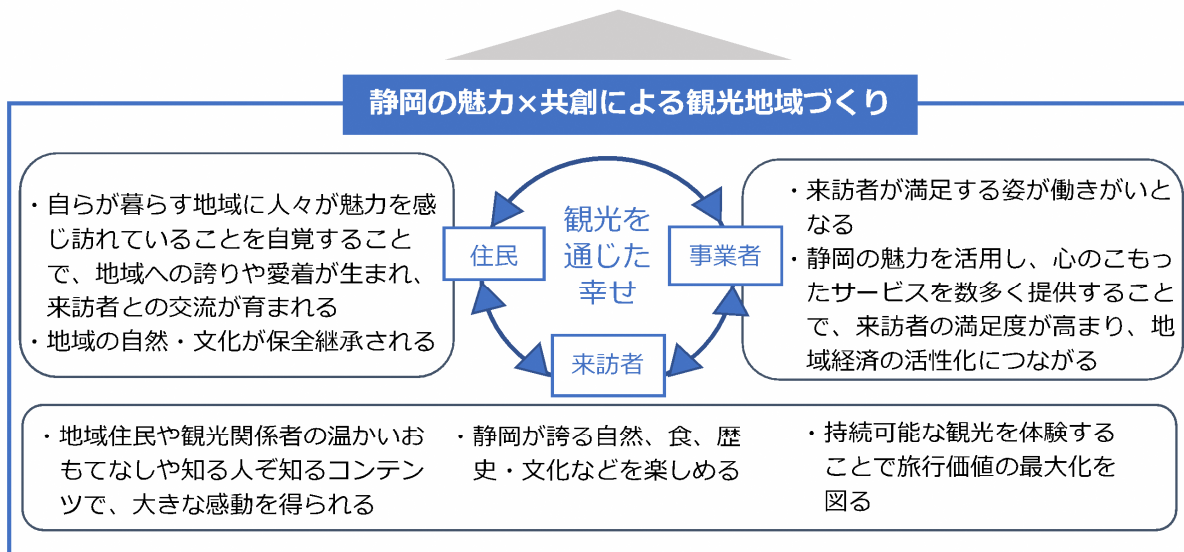 静岡の魅力×共創による観光地域づくり
・自らが暮らす地域に人々が魅力を感
じ訪れていることを自覚すること
で、地域への誇りや愛着が生まれ、
来訪者との交流が育まれる
・地域の自然・文化が保全継承される
住民
観光を
通じた
幸せ
事業者
来訪者
・来訪者が満足する姿が働きがいと
なる
・静岡の魅力を活用し、心のこもっ
たサービスを数多く提供すること
で、来訪者の満足度が高まり、地
域経済の活性化につながる
・地域住民や観光関係者の温かいお
もてなしや知る人ぞ知るコンテン
ツで、大きな感動を得られる
・静岡が誇る自然、食、歴
史・文化などを楽しめる
・持続可能な観光を体験する
ことで旅行価値の最大化を
図る